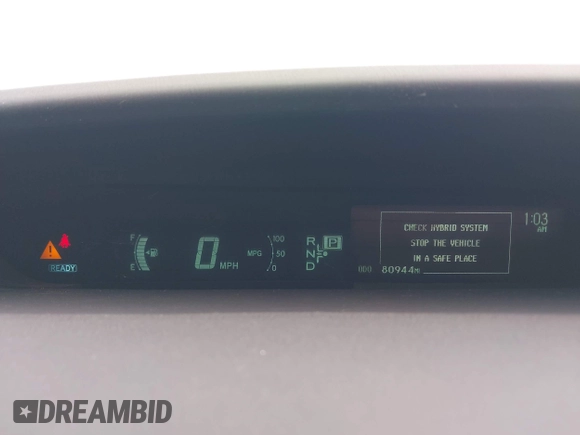 F
E
READY
0 MPH
MPG
100
50
0
R
N
D
P
CHECK HYBRID SYSTEM
STOP THE VEHICLE
IN A SAFE PLACE
1:03
AM
ODO 80944mi
DREAMBID